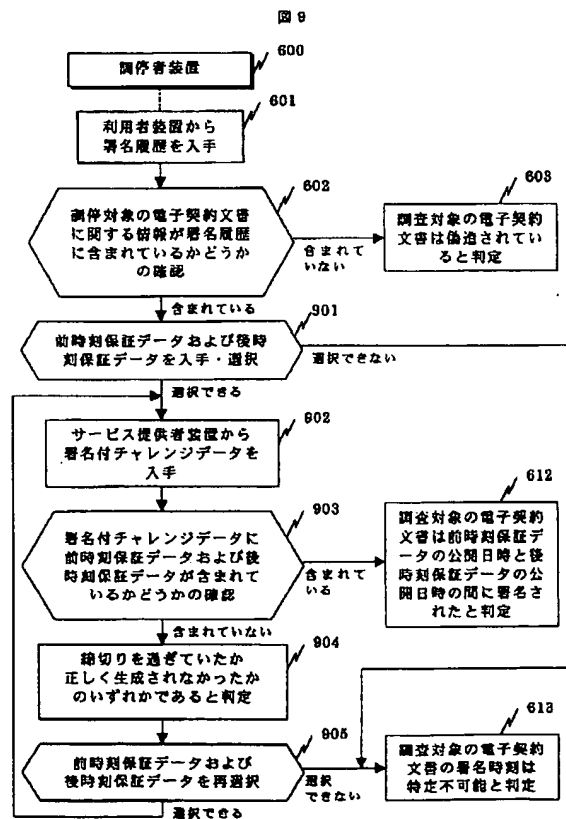 図9
調停者装置
600
601
利用者装置から
署名履歴を入手
602
調停対象の電子契約文書
に関する情報が署名履歴
に含まれているかどうか
の確認
603
調査対象の電子契約
文書は偽造されてい
ると判定
含まれて
いない
含まれている
901
前時刻保証データおよび後時
刻保証データを入手・選択
選択できない
選択できる
902
サービス提供者装置から
署名付チャレンジデータを
入手
903
署名付チャレンジデータに
前時刻保証データおよび後
時刻保証データが含まれて
いるかどうかの確認
612
調査対象の電子契約
文書は前時刻保証デ
ータの公開日時と後
時刻保証データの公
開日時の間に署名さ
れたと判定
含まれて
いる
含まれていない
904
締切りを過ぎていたか
正しく生成されなかったか
のいずれかであると判定
905
前時刻保証データおよび
後時刻保証データを再選択
選択
できない
613
調査対象の電子契約
文書の署名時刻は
特定不可能と判定
選択できる